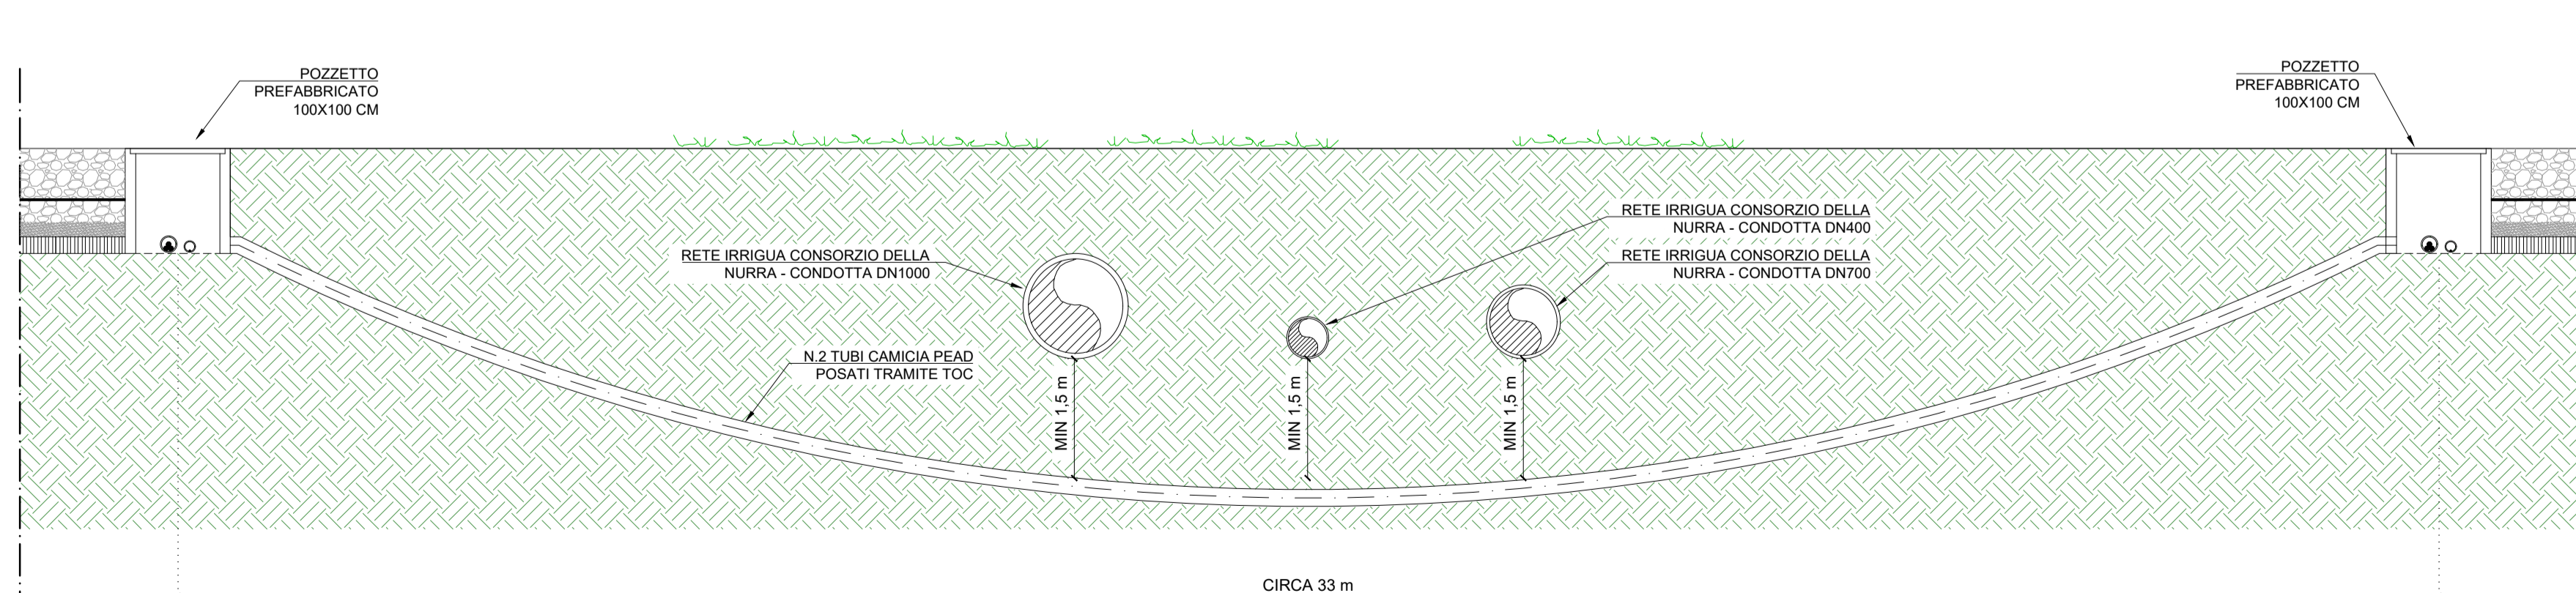 POZZETTO
PREFABBRICATO
100X100 CM
POZZETTO
PREFABBRICATO
100X100 CM
RETE IRRIGUA CONSORZIO DELLA
NURRA - CONDOTTA DN400
RETE IRRIGUA CONSORZIO DELLA
NURRA - CONDOTTA DN1000
RETE IRRIGUA CONSORZIO DELLA
NURRA - CONDOTTA DN700
N.2 TUBI CAMICIA PEAD
POSATI TRAMITE TOC
MIN 1,5 m
MIN 1,5 m
MIN 1,5 m
CIRCA 33 m